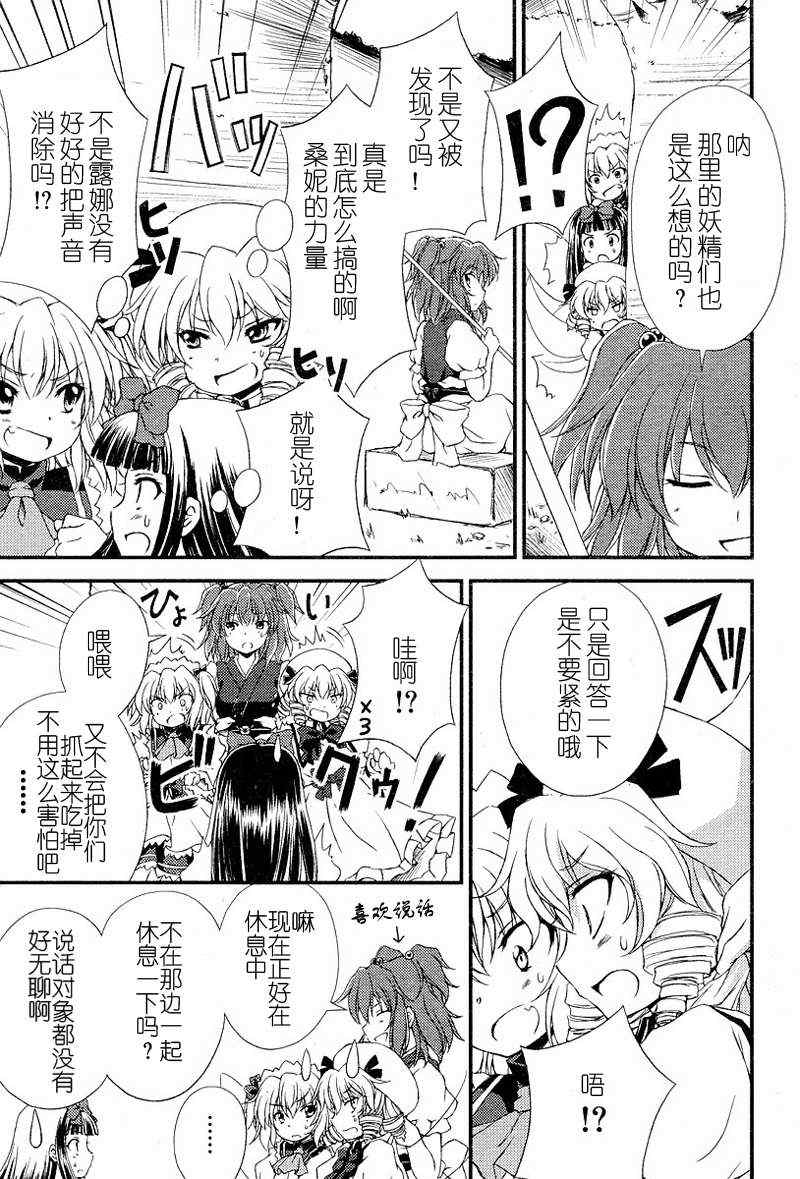 呐
那里的妖精们也
是这么想的吗?
!?
不是又被
发现了吗!
真是
到底怎么搞的啊
桑妮的力量
ヒソ
ヒソ
不是露娜没有
好好的把声音
消除吗!?
就是说呀!
只是回答一下
是不要紧的哦
唔
!?
哇啊
!?
×3
ひょい
ビクゥ!
喂喂
又不会把你们
抓起来吃掉
不用这么害怕吧
……
喜欢说话
嘛
现在正好在
休息中
不在那边一起
休息一下吗?
说话对象都没有
好无聊啊
……